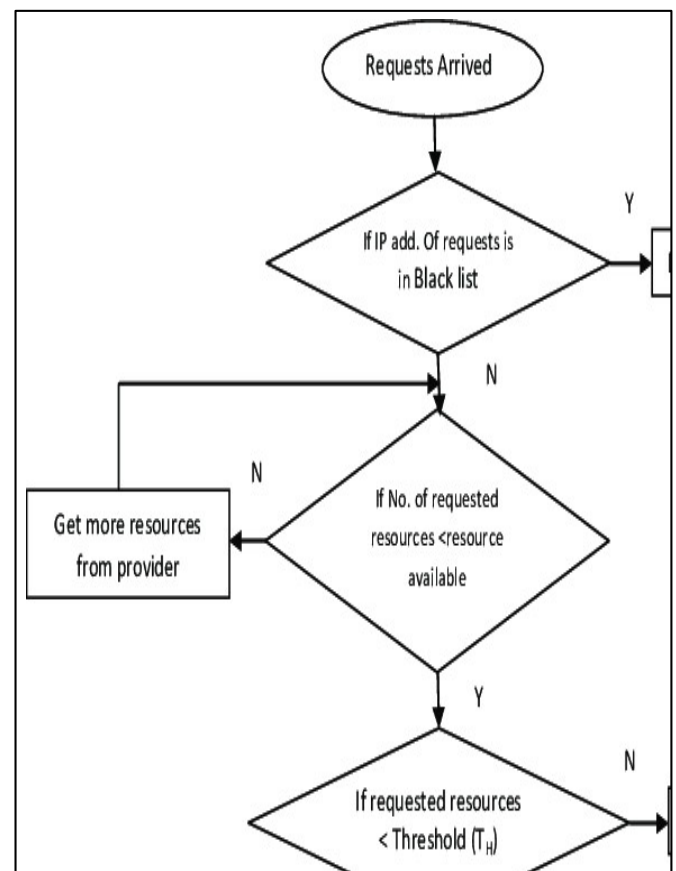 Requests Arrived
If IP add. Of requests is
in Black list
Y
N
If No. of requested
resources <resource
available
N
Get more resources
from provider
Y
If requested resources
< Threshold (T_H)
N